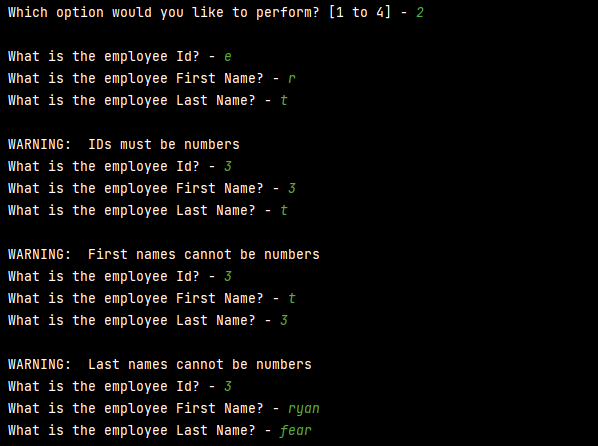 Which option would you like to perform? [1 to 4] - 2
What is the employee Id? - e
What is the employee First Name? - r
What is the employee Last Name? - t
WARNING:  IDs must be numbers
What is the employee Id? - 3
What is the employee First Name? - 3
What is the employee Last Name? - t
WARNING:  First names cannot be numbers
What is the employee Id? - 3
What is the employee First Name? - t
What is the employee Last Name? - 3
WARNING:  Last names cannot be numbers
What is the employee Id? - 3
What is the employee First Name? - ryan
What is the employee Last Name? - fear